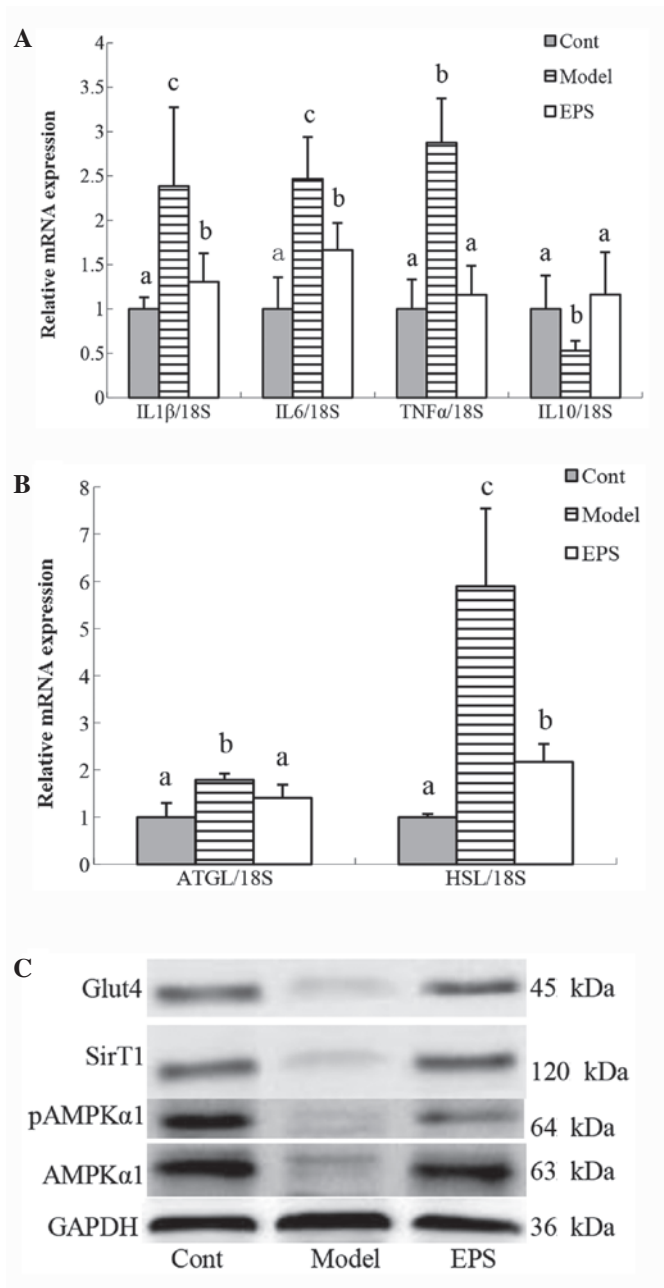 A
Relative mRNA expression
4
3.5
3
2.5
2
1.5
1
0.5
0
Cont
Model
EPS
a c b
a c b
a b a
a b a
IL1β/18S IL6/18S TNFα/18S IL10/18S
B
Relative mRNA expression
8
7
6
5
4
3
2
1
0
Cont
Model
EPS
a b a
a c b
ATGL/18S HSL/18S
C
Glut4 45 kDa
SirT1 120 kDa
pAMPKα1 64 kDa
AMPKα1 63 kDa
GAPDH 36 kDa
Cont Model EPS